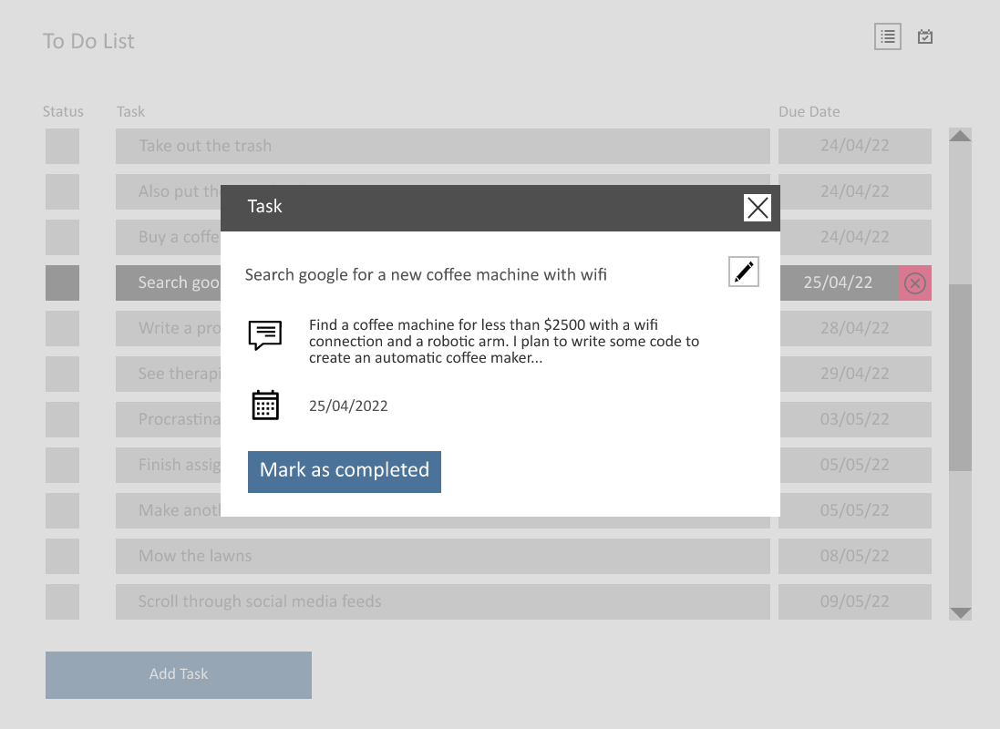 To Do List
Status Task Due Date
Take out the trash 24/04/22
Also put th 24/04/22
Task
Buy a coffe 24/04/22
Search goo 25/04/22
Search google for a new coffee machine with wifi
Write a pro 28/04/22
Find a coffee machine for less than $2500 with a wifi
connection and a robotic arm. I plan to write some code to
create an automatic coffee maker...
See therapi 29/04/22
25/04/2022
Procrastina 03/05/22
Finish assig 05/05/22
Mark as completed
Make anoth 05/05/22
Mow the lawns 08/05/22
Scroll through social media feeds 09/05/22
Add Task